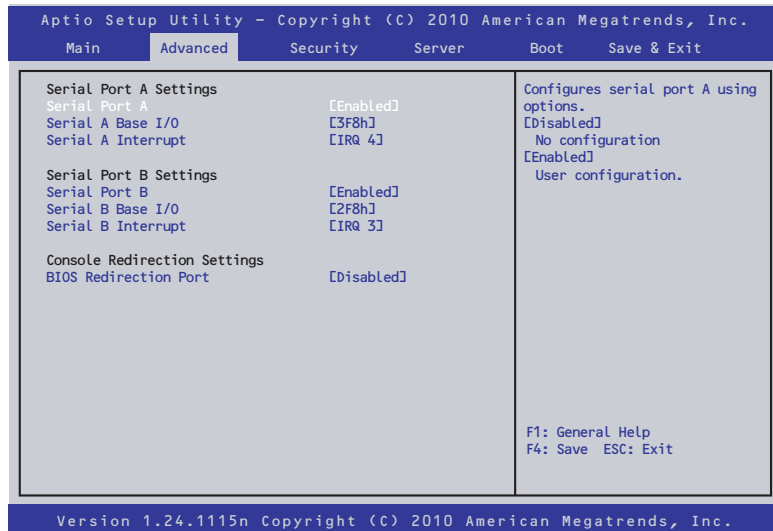 Aptio Setup Utility – Copyright (C) 2010 American Megatrends, Inc.
Main Advanced Security Server Boot Save & Exit
Serial Port A Settings
Serial Port A [Enabled]
Serial A Base I/O [3F8h]
Serial A Interrupt [IRQ 4]
Serial Port B Settings
Serial Port B [Enabled]
Serial B Base I/O [2F8h]
Serial B Interrupt [IRQ 3]
Console Redirection Settings
BIOS Redirection Port [Disabled]
Configures serial port A using
options.
[Disabled]
No configuration
[Enabled]
User configuration.
F1: General Help
F4: Save ESC: Exit
Version 1.24.1115n Copyright (C) 2010 American Megatrends, Inc.